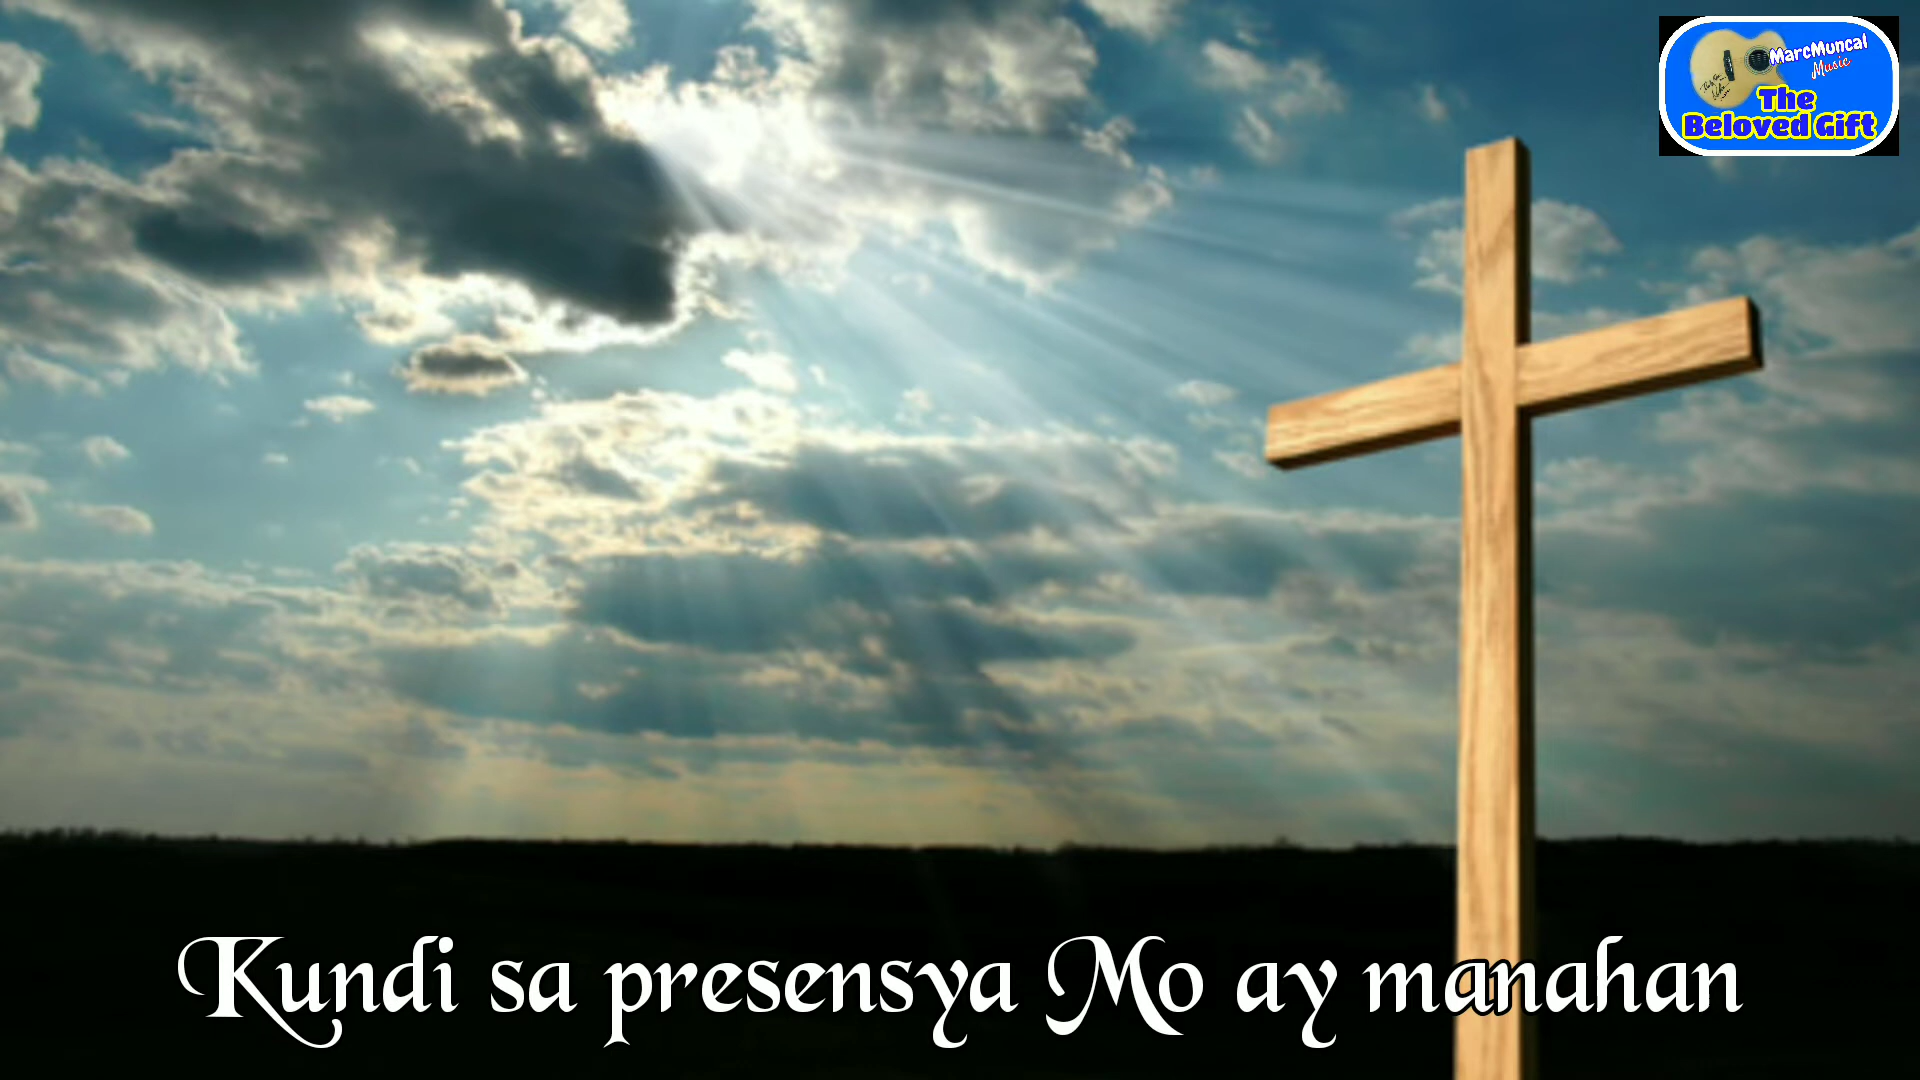 MarcMuncal
Music
The
Beloved Gift
Kundi sa presensya Mo ay manahan